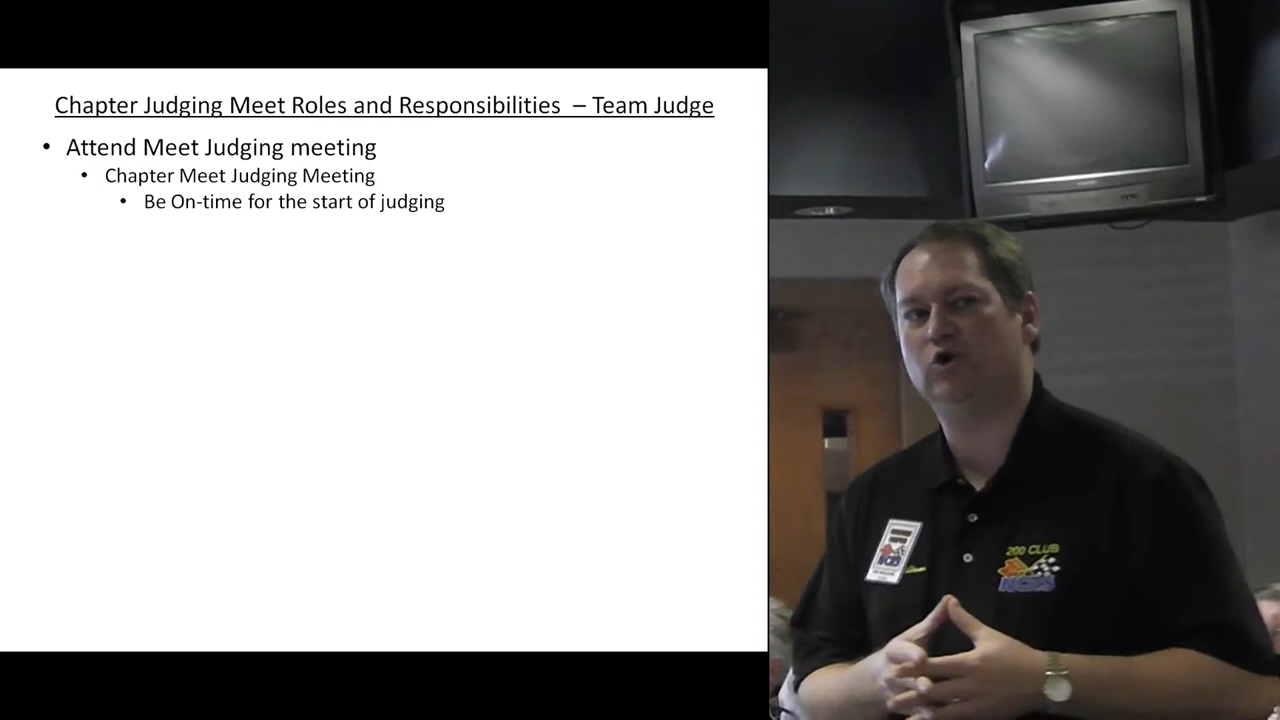 Chapter Judging Meet Roles and Responsibilities – Team Judge
• Attend Meet Judging meeting
• Chapter Meet Judging Meeting
• Be On-time for the start of judging
200 CLUB
NCRS